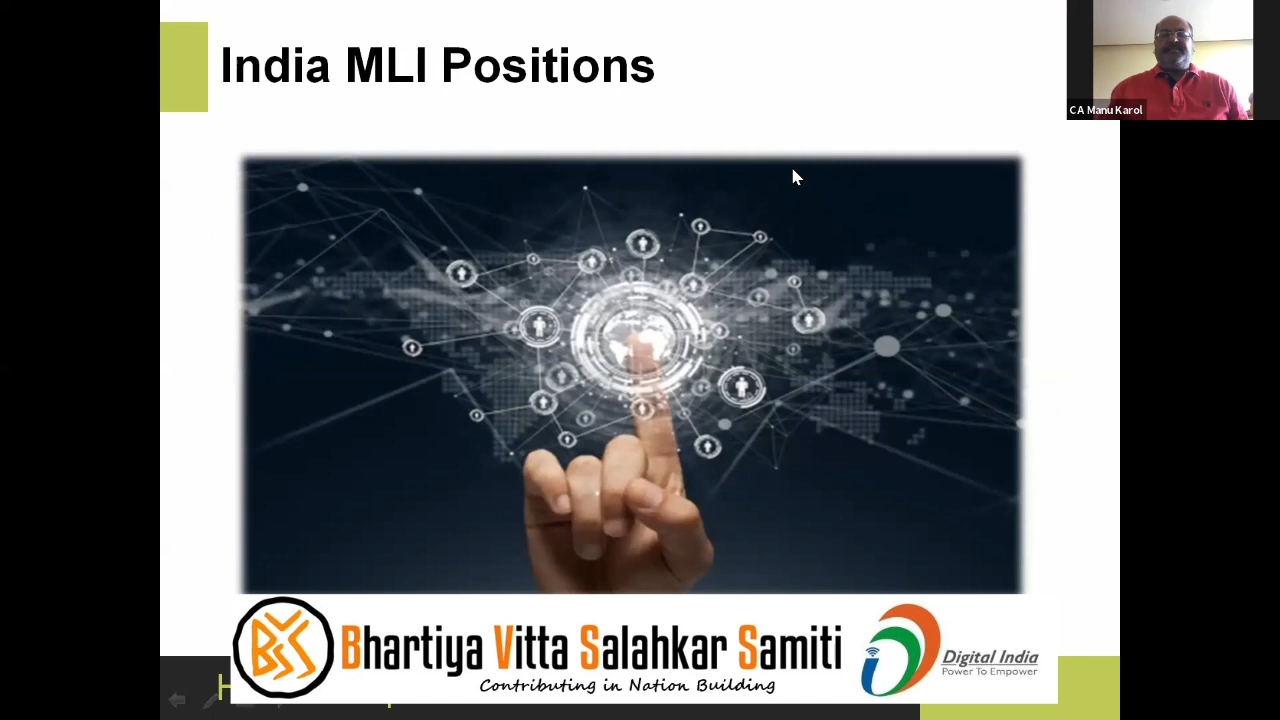 India MLI Positions
CA Manu Karol
Bhartiya Vitta Salahkar Samiti
Contributing in Nation Building
BVSS
Digital India
Power To Empower